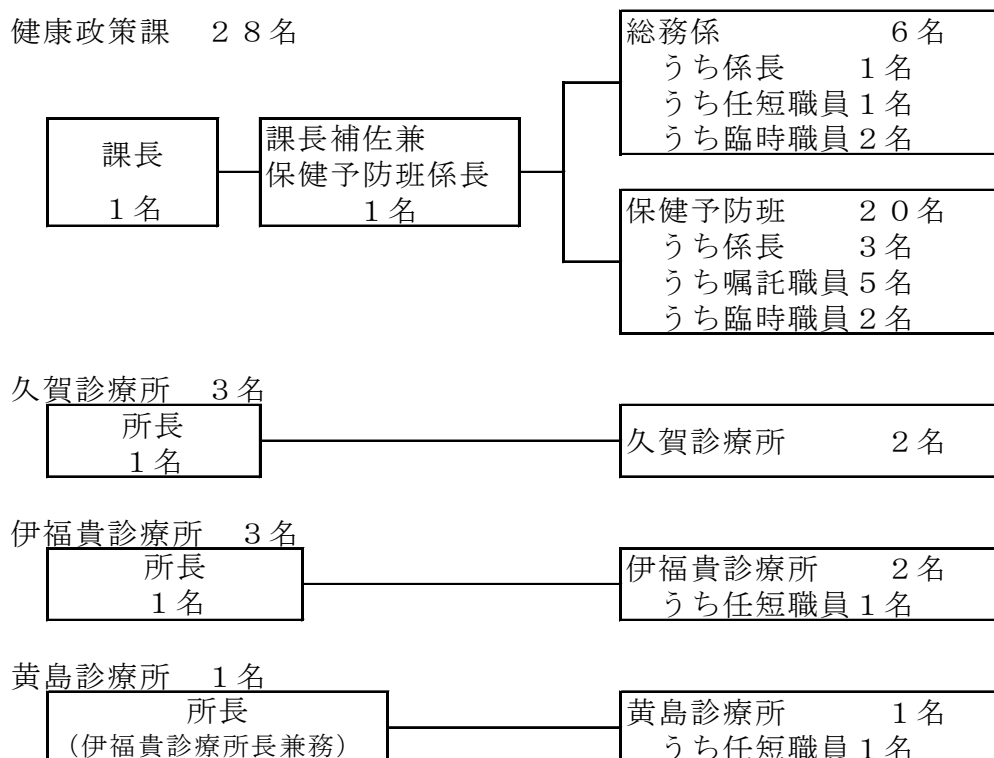 健康政策課　２８名
課長
１名
課長補佐兼
保健予防班係長
１名
総務係　６名
うち係長　１名
うち任短職員１名
うち臨時職員２名
保健予防班　２０名
うち係長　３名
うち嘱託職員５名
うち臨時職員２名
久賀診療所　３名
所長
１名
久賀診療所　２名
伊福貴診療所　３名
所長
１名
伊福貴診療所　２名
うち任短職員１名
黄島診療所　１名
所長
（伊福貴診療所長兼務）
黄島診療所　１名
うち任短職員１名